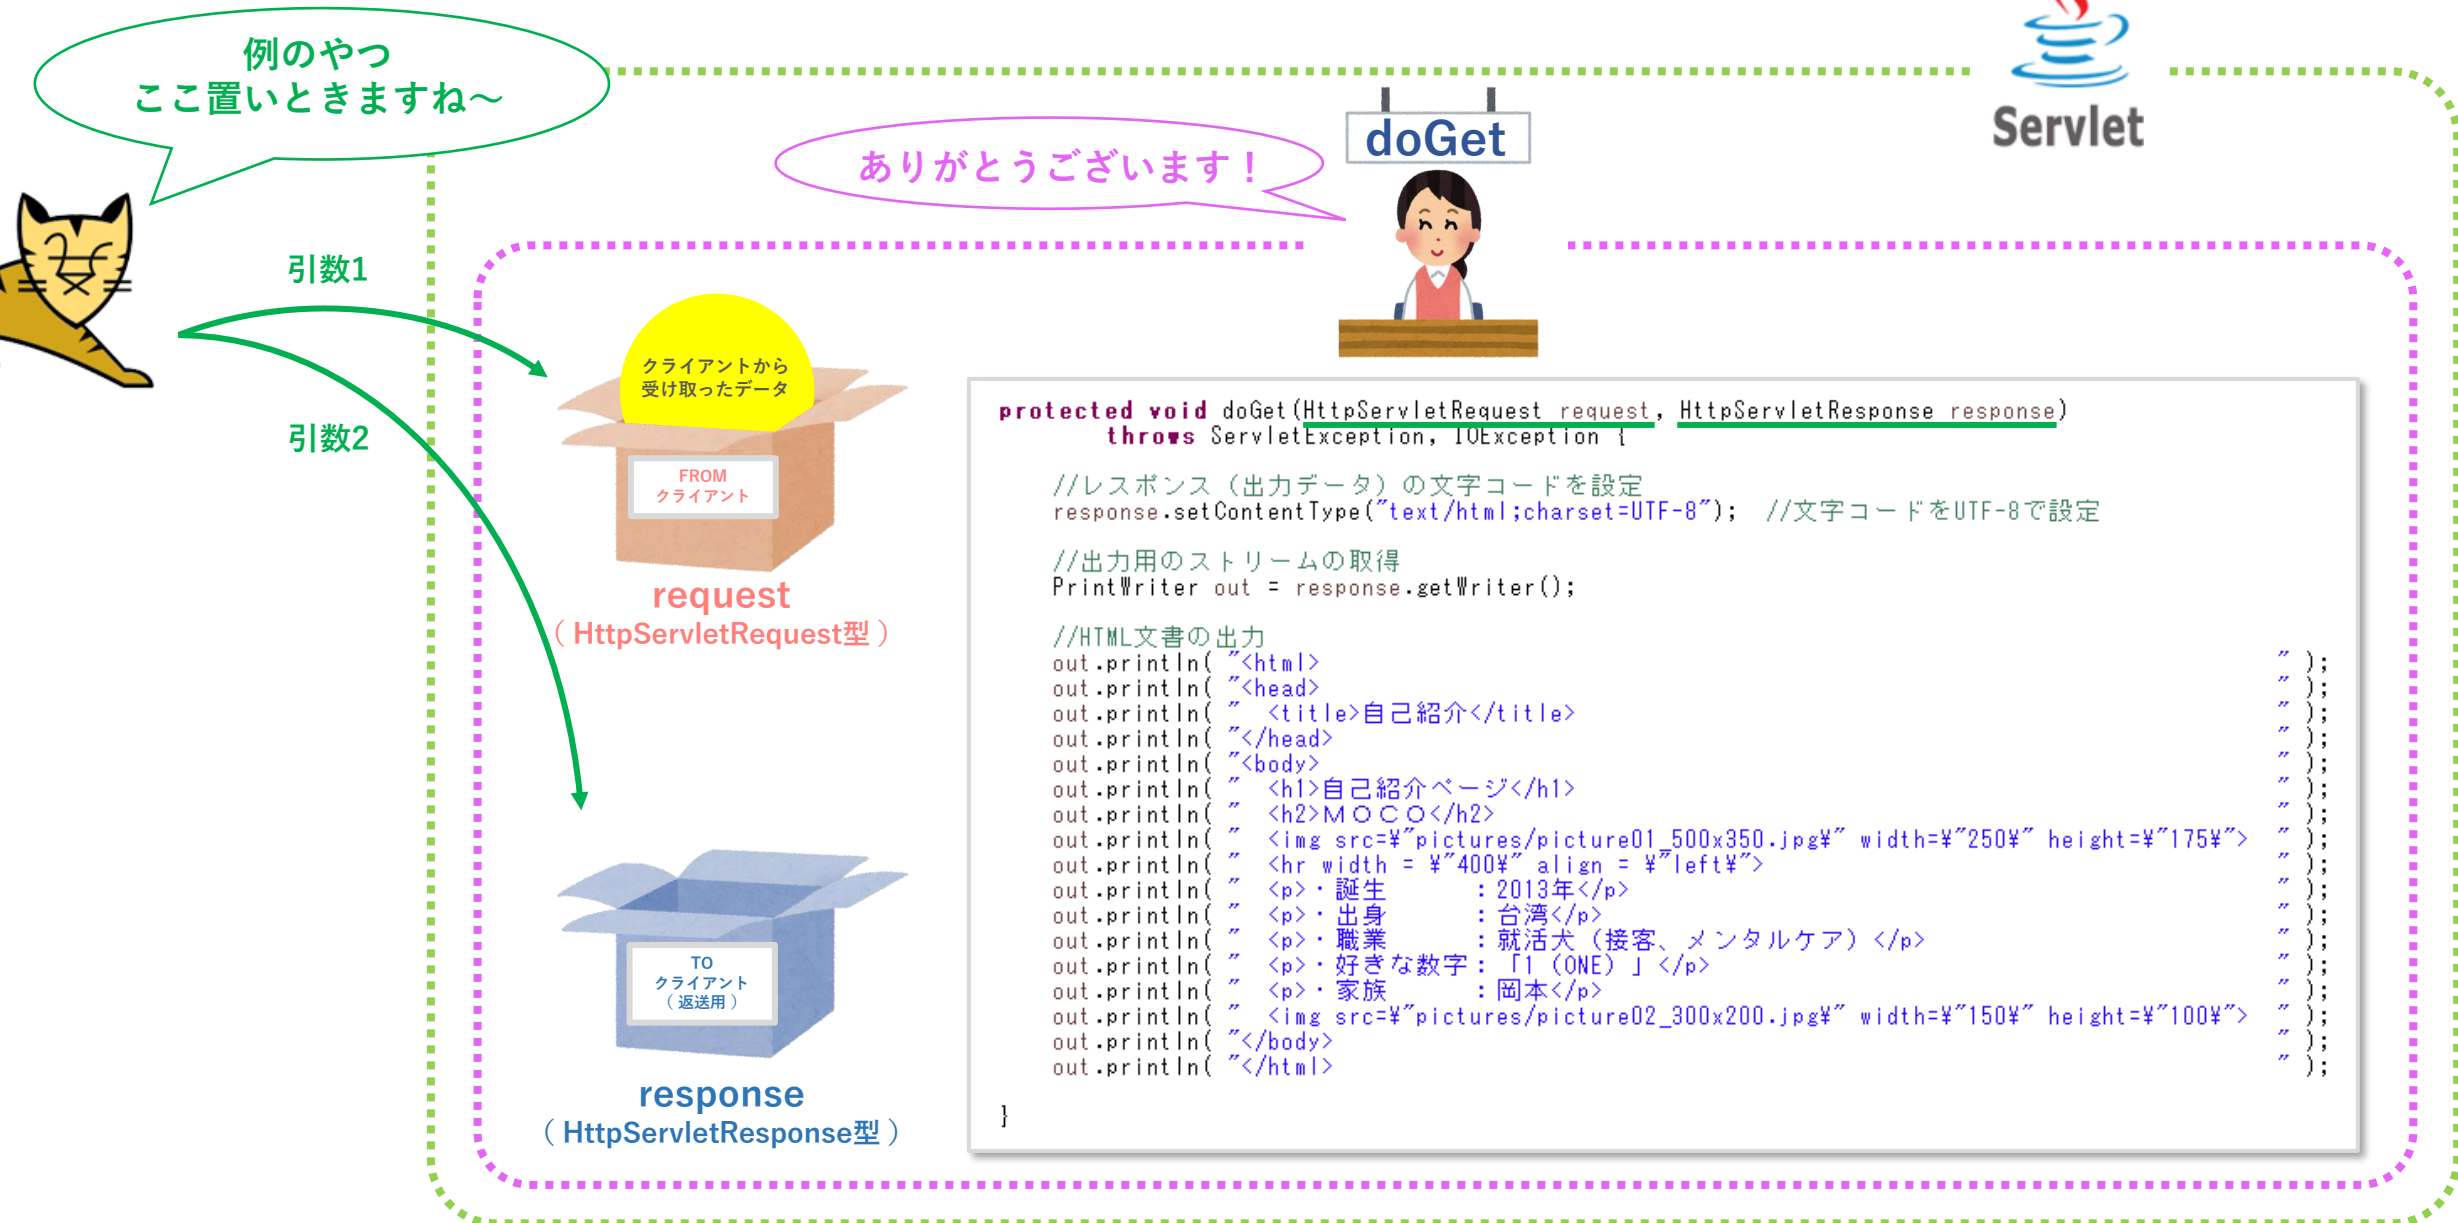 例のやつ
ここ置いときますね～
Servlet
doGet
ありがとうございます！
引数1
引数2
クライアントから
受け取ったデータ
FROM
クライアント
request
（ HttpServletRequest型 ）
TO
クライアント
（ 返送用 ）
response
（ HttpServletResponse型 ）
protected void doGet(HttpServletRequest request, HttpServletResponse response)
throws ServletException, IOException {
//レスポンス（出力データ）の文字コードを設定
response.setContentType("text/html;charset=UTF-8"); //文字コードをUTF-8で設定
//出力用のストリームの取得
PrintWriter out = response.getWriter();
//HTML文書の出力
out.println( "<html> " );
out.println( "<head> " );
out.println( " <title>自己紹介</title> " );
out.println( "</head> " );
out.println( "<body> " );
out.println( " <h1>自己紹介ページ</h1> " );
out.println( " <h2>ＭＯＣＯ</h2> " );
out.println( " <img src=¥"pictures/picture01_500x350.jpg¥" width=¥"250¥" height=¥"175¥"> " );
out.println( " <hr width = ¥"400¥" align = ¥"left¥"> " );
out.println( " <p>・誕生　　　：2013年</p> " );
out.println( " <p>・出身　　　：台湾</p> " );
out.println( " <p>・職業　　　：就活犬（接客、メンタルケア）</p> " );
out.println( " <p>・好きな数字：「1（ONE）」</p> " );
out.println( " <p>・家族　　　：岡本</p> " );
out.println( " <img src=¥"pictures/picture02_300x200.jpg¥" width=¥"150¥" height=¥"100¥"> " );
out.println( "</body> " );
out.println( "</html> " );
}